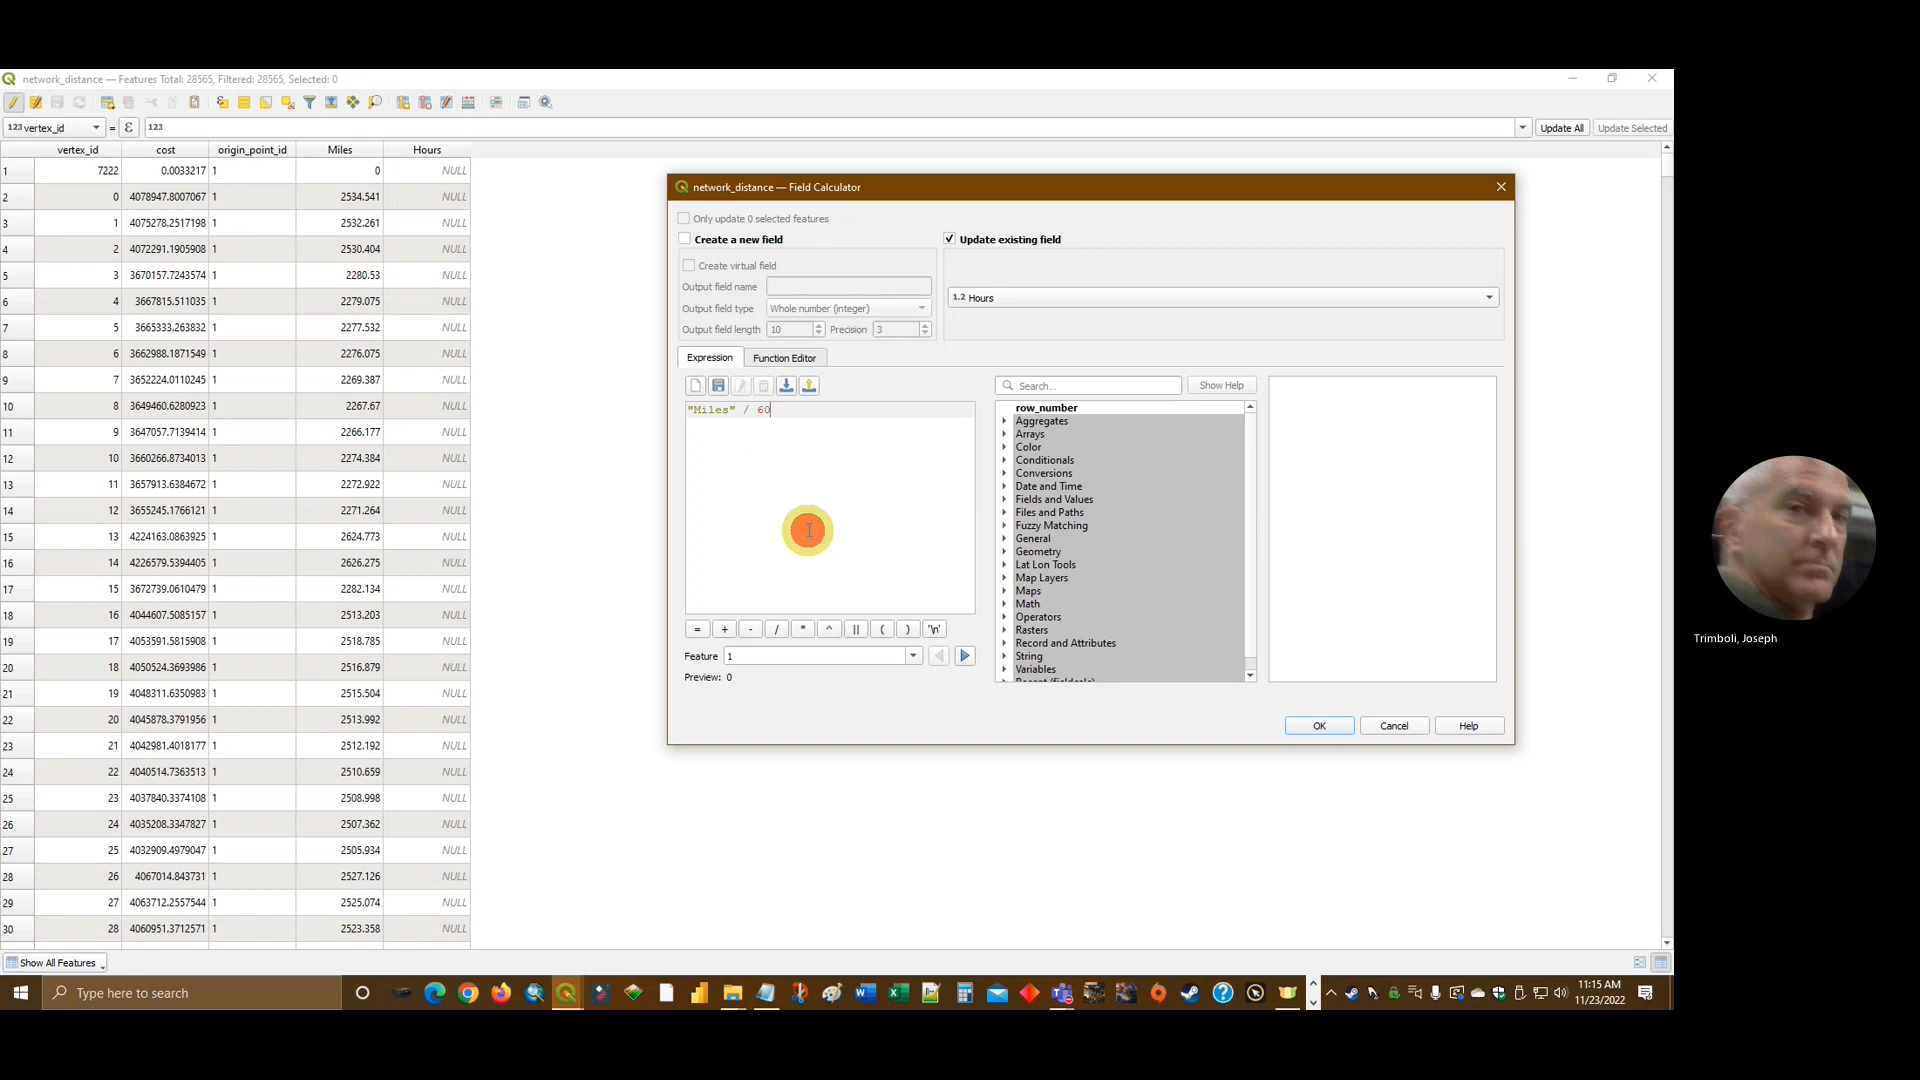 network_distance — Features Total: 28565, Filtered: 28565, Selected: 0
123 vertex_id = ε 123 Update All Update Selected
vertex_id cost origin_point_id Miles Hours
1 7222 0.0033217 1 0 NULL
2 0 4078947.8007067 1 2534.541 NULL
3 1 4075278.2517198 1 2532.261 NULL
4 2 4072291.1905908 1 2530.404 NULL
5 3 3670157.7243574 1 2280.53 NULL
6 4 3667815.511035 1 2279.075 NULL
7 5 3665333.263832 1 2277.532 NULL
8 6 3662988.1871549 1 2276.075 NULL
9 7 3652224.0110245 1 2269.387 NULL
10 8 3649460.6280923 1 2267.67 NULL
11 9 3647057.7139414 1 2266.177 NULL
12 10 3660266.8734013 1 2274.384 NULL
13 11 3657913.6384672 1 2272.922 NULL
14 12 3655245.1766121 1 2271.264 NULL
15 13 4224163.0863925 1 2624.773 NULL
16 14 4226579.5394405 1 2626.275 NULL
17 15 3672739.0610479 1 2282.134 NULL
18 16 4044607.5085157 1 2513.203 NULL
19 17 4053591.5815908 1 2518.785 NULL
20 18 4050524.3693986 1 2516.879 NULL
21 19 4048311.6350983 1 2515.504 NULL
22 20 4045878.3791956 1 2513.992 NULL
23 21 4042981.4018177 1 2512.192 NULL
24 22 4040514.7363513 1 2510.659 NULL
25 23 4037840.3374108 1 2508.998 NULL
26 24 4035208.3347827 1 2507.362 NULL
27 25 4032909.4979047 1 2505.934 NULL
28 26 4067014.843731 1 2527.126 NULL
29 27 4063712.2557544 1 2525.074 NULL
30 28 4060951.3712571 1 2523.358 NULL
Show All Features
network_distance — Field Calculator
Only update 0 selected features
Create a new field
Update existing field
Create virtual field
Output field name
Output field type Whole number (integer)
Output field length 10 Precision 3
1.2 Hours
Expression Function Editor
Search... Show Help
"Miles" / 60
row_number
Aggregates
Arrays
Color
Conditionals
Conversions
Date and Time
Fields and Values
Files and Paths
Fuzzy Matching
General
Geometry
Lat Lon Tools
Map Layers
Maps
Math
Operators
Rasters
Record and Attributes
String
Variables
Recent (fieldcalc)
= + - / * ^ || ( ) '\n'
Feature 1
Preview: 0
OK Cancel Help
Type here to search
11:15 AM
11/23/2022
Trimboli, Joseph